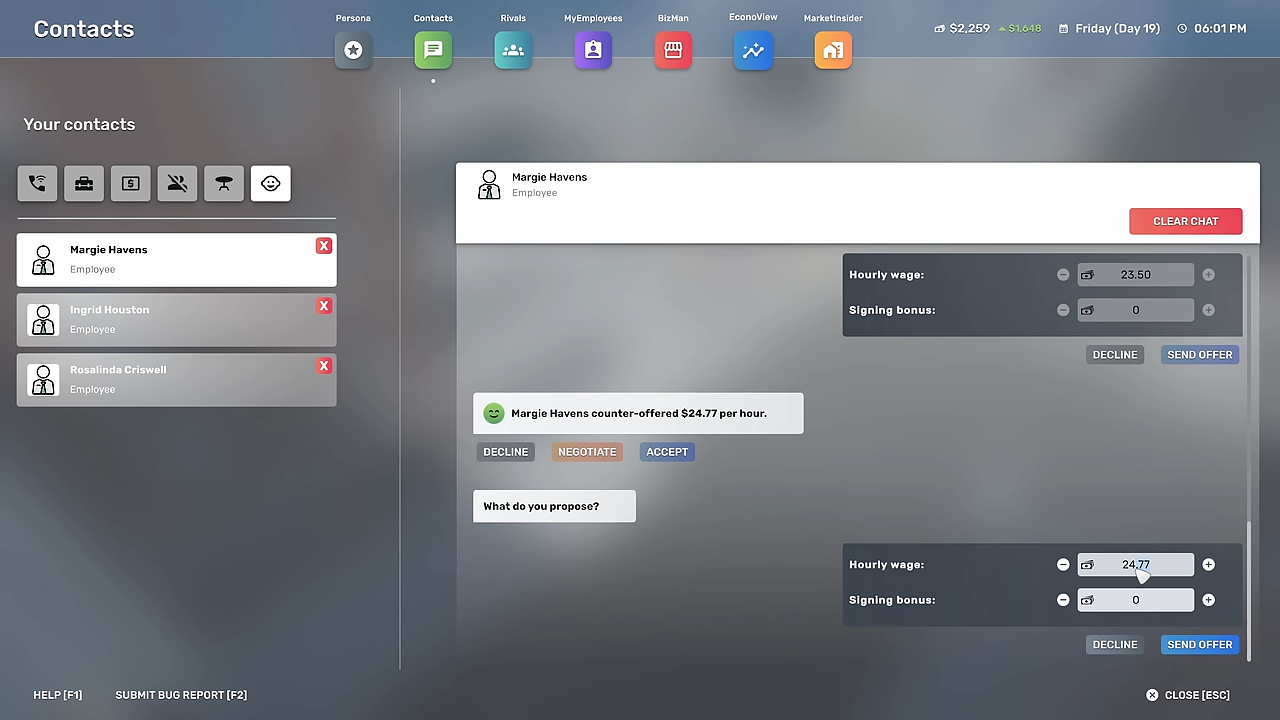 Contacts
Persona
Contacts
Rivals
MyEmployees
BizMan
EconoView
MarketInsider
$2,259
$1,648
Friday (Day 19)
06:01 PM
Your contacts
Margie Havens
Employee
X
Ingrid Houston
Employee
X
Rosalinda Criswell
Employee
X
Margie Havens
Employee
CLEAR CHAT
Hourly wage:
23.50
Signing bonus:
0
DECLINE
SEND OFFER
Margie Havens counter-offered $24.77 per hour.
DECLINE
NEGOTIATE
ACCEPT
What do you propose?
Hourly wage:
24.77
Signing bonus:
0
DECLINE
SEND OFFER
HELP [F1]
SUBMIT BUG REPORT [F2]
CLOSE [ESC]